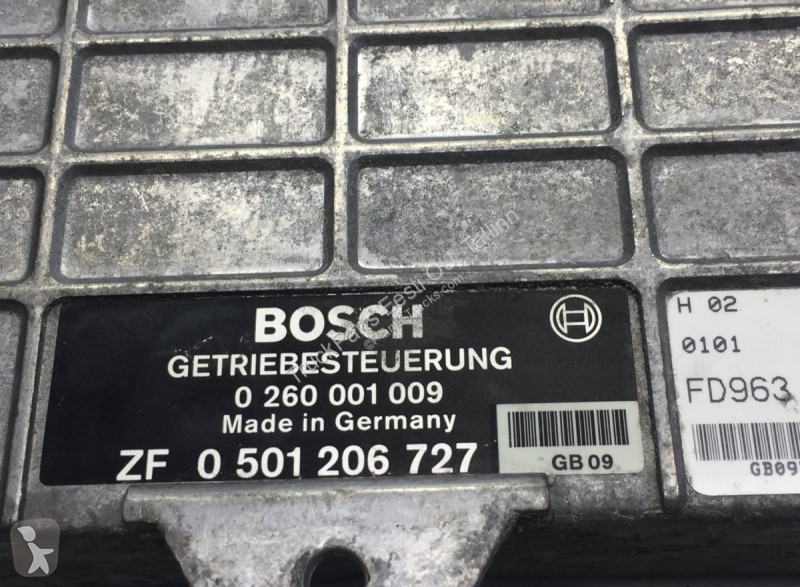 BOSCH
GETRIEBESTEUERUNG
0 260 001 009
Made in Germany
ZF 0 501 206 727
GB 09
H 02
0101
FD963
GB09